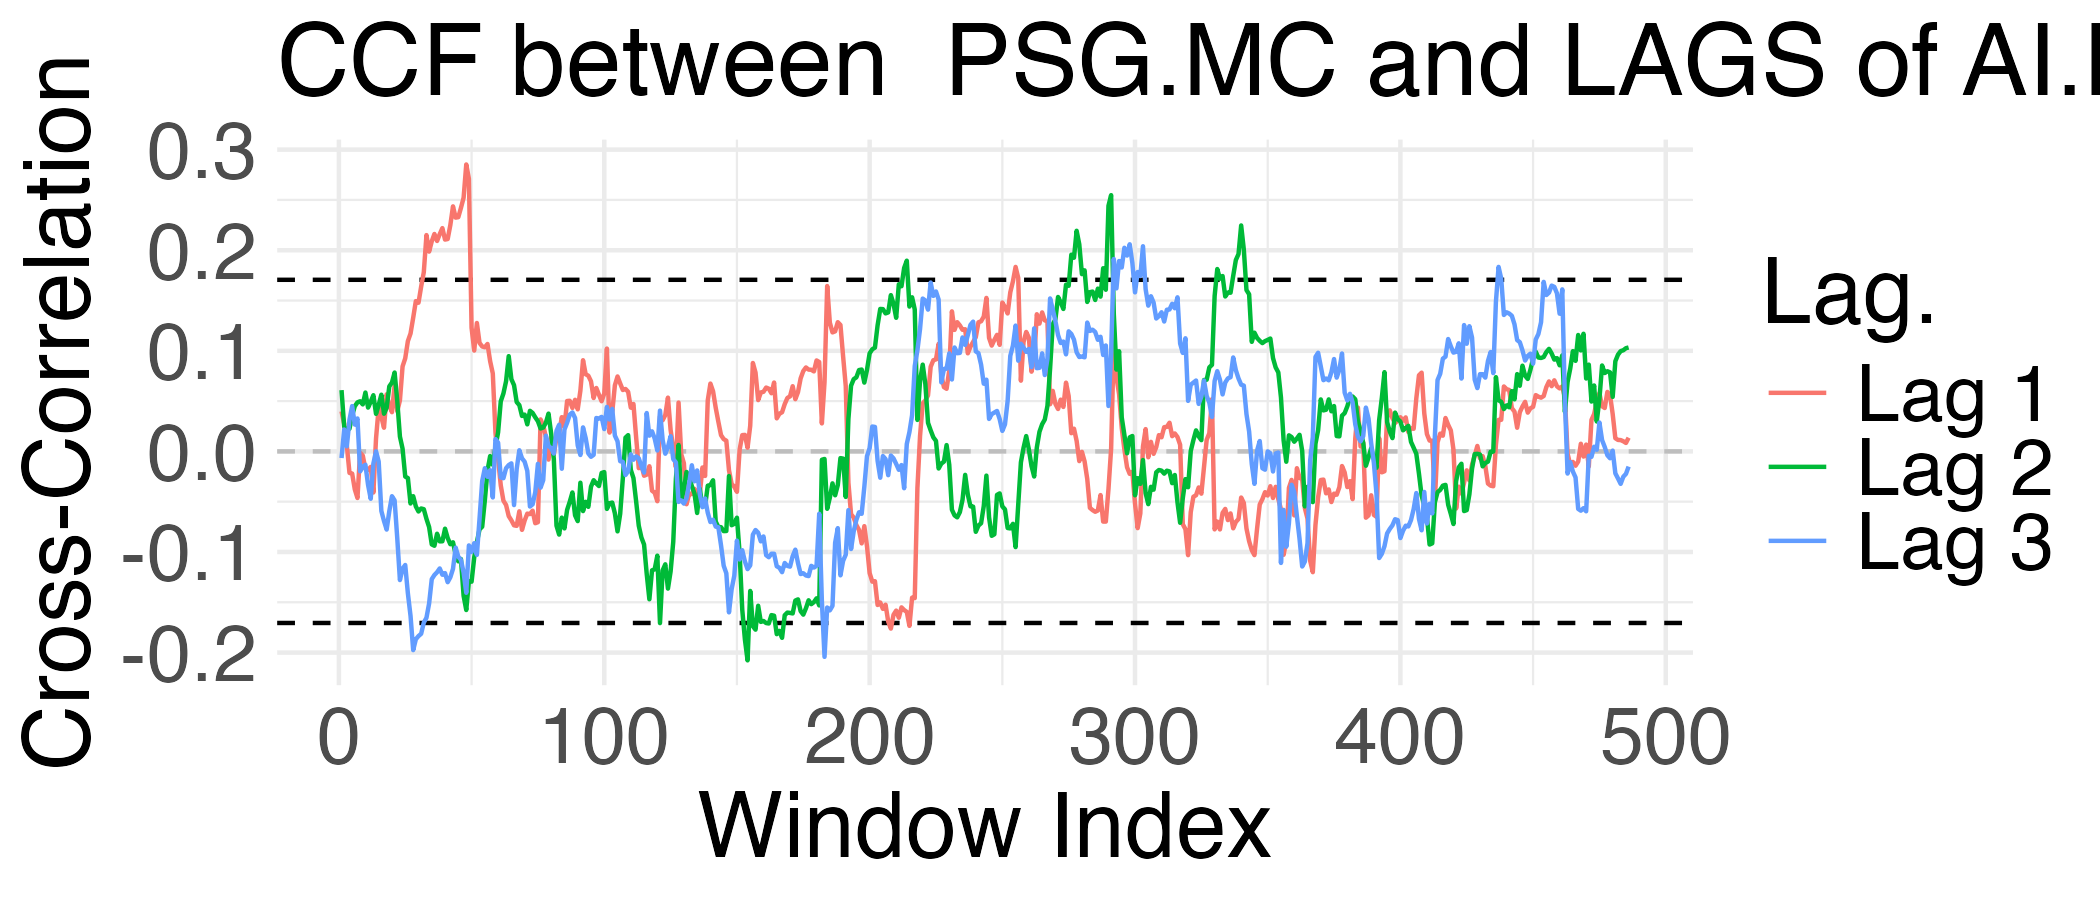 CCF between PSG.MC and LAGS of AI.
Cross-Correlation
0.3
0.2
0.1
0.0
-0.1
-0.2
0
100
200
300
400
500
Window Index
Lag.
Lag 1
Lag 2
Lag 3